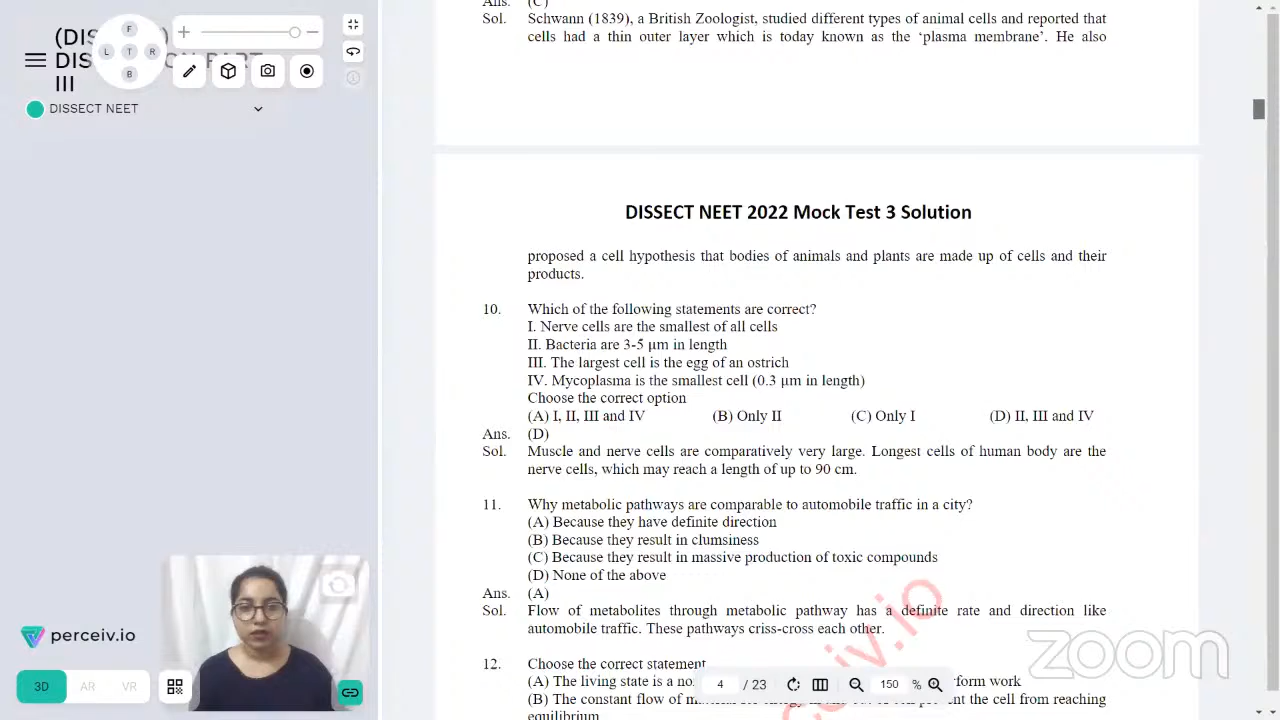 (DIS
DIS ON PART
III
F
L T R
B
DISSECT NEET
Ans. (C)
Sol. Schwann (1839), a British Zoologist, studied different types of animal cells and reported that
cells had a thin outer layer which is today known as the ‘plasma membrane’. He also
DISSECT NEET 2022 Mock Test 3 Solution
proposed a cell hypothesis that bodies of animals and plants are made up of cells and their
products.
10. Which of the following statements are correct?
I. Nerve cells are the smallest of all cells
II. Bacteria are 3-5 μm in length
III. The largest cell is the egg of an ostrich
IV. Mycoplasma is the smallest cell (0.3 μm in length)
Choose the correct option
(A) I, II, III and IV (B) Only II (C) Only I (D) II, III and IV
Ans. (D)
Sol. Muscle and nerve cells are comparatively very large. Longest cells of human body are the
nerve cells, which may reach a length of up to 90 cm.
11. Why metabolic pathways are comparable to automobile traffic in a city?
(A) Because they have definite direction
(B) Because they result in clumsiness
(C) Because they result in massive production of toxic compounds
(D) None of the above
Ans. (A)
Sol. Flow of metabolites through metabolic pathway has a definite rate and direction like
automobile traffic. These pathways criss-cross each other.
12. Choose the correct statement
(A) The living state is a no rform work
(B) The constant flow of the cell from reaching
equilibrium
4 / 23 150 %
perceiv.io
3D AR VR
zoom